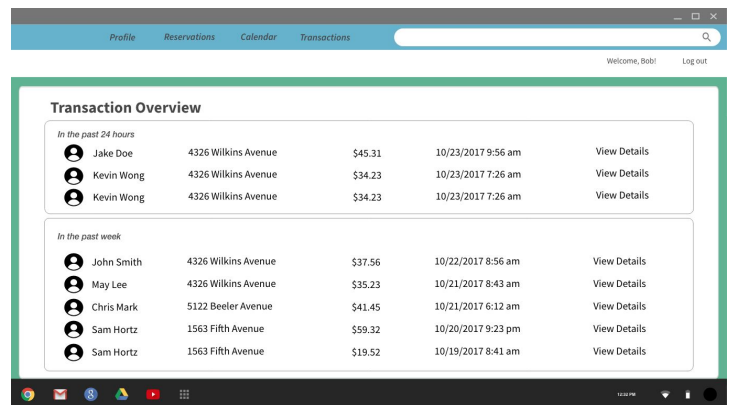 Profile Reservations Calendar Transactions
Welcome, Bob! Log out
Transaction Overview
In the past 24 hours
Jake Doe 4326 Wilkins Avenue $45.31 10/23/2017 9:56 am View Details
Kevin Wong 4326 Wilkins Avenue $34.23 10/23/2017 7:26 am View Details
Kevin Wong 4326 Wilkins Avenue $34.23 10/23/2017 7:26 am View Details
In the past week
John Smith 4326 Wilkins Avenue $37.56 10/22/2017 8:56 am View Details
May Lee 4326 Wilkins Avenue $35.23 10/21/2017 8:43 am View Details
Chris Mark 5122 Beeler Avenue $41.45 10/21/2017 6:12 am View Details
Sam Hortz 1563 Fifth Avenue $59.32 10/20/2017 9:23 pm View Details
Sam Hortz 1563 Fifth Avenue $19.52 10/19/2017 8:41 am View Details
8 12:32 PM